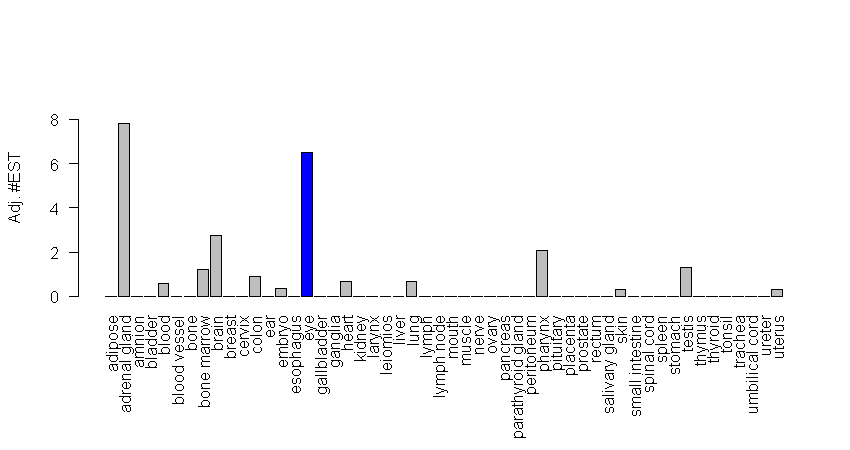 Adj. #EST
8
6
4
2
0
adipose
adrenal gland
amnion
bladder
blood
blood vessel
bone
bone marrow
brain
breast
cervix
colon
ear
embryo
esophagus
eye
gallbladder
ganglia
heart
kidney
larynx
leiomios
liver
lung
lymph
lymph node
mouth
muscle
nerve
ovary
pancreas
parathyroid gland
peritoneum
pharynx
pituitary
placenta
prostate
rectum
salivary gland
skin
small intestine
spinal cord
spleen
stomach
testis
thymus
thyroid
tonsil
trachea
umbilical cord
ureter
uterus